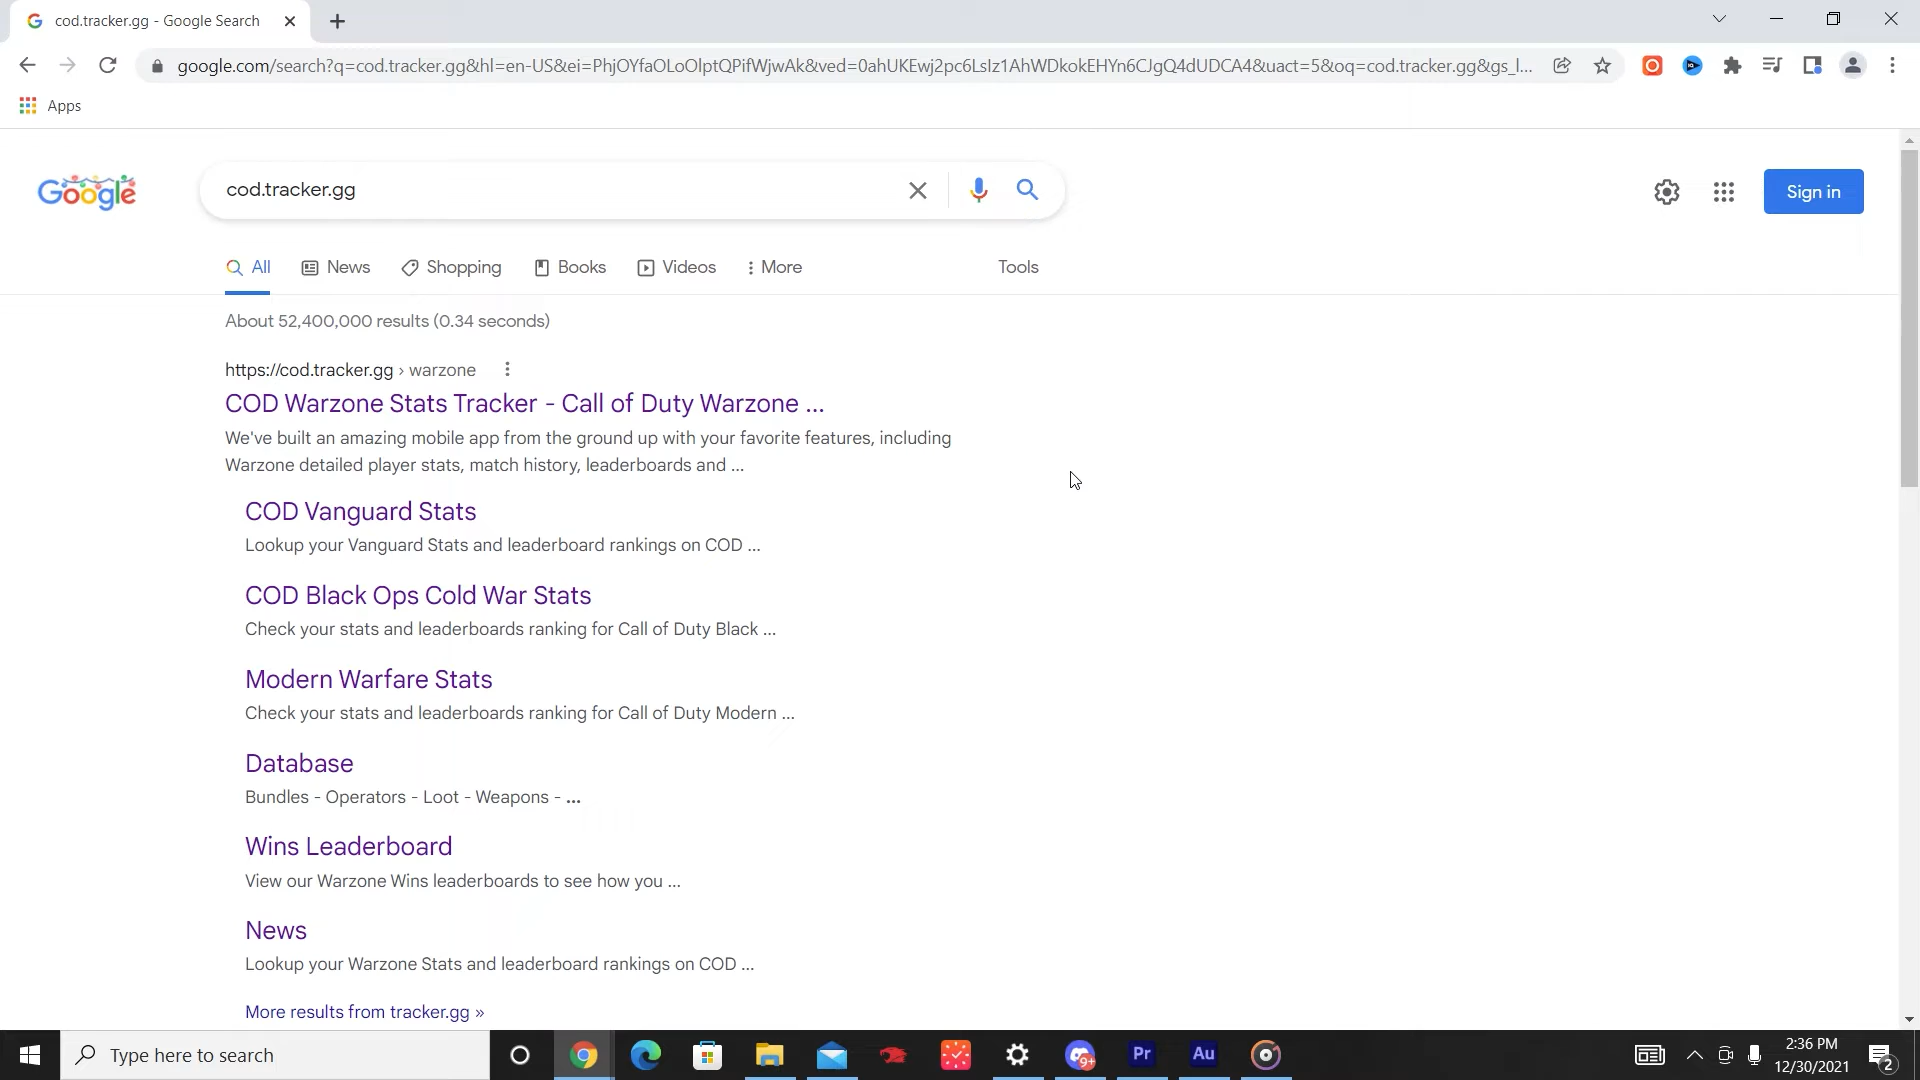 cod.tracker.gg - Google Search
google.com/search?q=cod.tracker.gg&hl=en-US&ei=PhjOYfaOLoOlptQPifWjwAk&ved=0ahUKEwj2pc6LsIz1AhWDkokEHYn6CJgQ4dUDCA4&uact=5&oq=cod.tracker.gg&gs_l...
Apps
Google
cod.tracker.gg
Sign in
All
News
Shopping
Books
Videos
More
Tools
About 52,400,000 results (0.34 seconds)
https://cod.tracker.gg › warzone
COD Warzone Stats Tracker - Call of Duty Warzone ...
We've built an amazing mobile app from the ground up with your favorite features, including
Warzone detailed player stats, match history, leaderboards and ...
COD Vanguard Stats
Lookup your Vanguard Stats and leaderboard rankings on COD ...
COD Black Ops Cold War Stats
Check your stats and leaderboards ranking for Call of Duty Black ...
Modern Warfare Stats
Check your stats and leaderboards ranking for Call of Duty Modern ...
Database
Bundles - Operators - Loot - Weapons - ...
Wins Leaderboard
View our Warzone Wins leaderboards to see how you ...
News
Lookup your Warzone Stats and leaderboard rankings on COD ...
More results from tracker.gg »
Type here to search
9+
Pr
Au
2:36 PM
12/30/2021
2